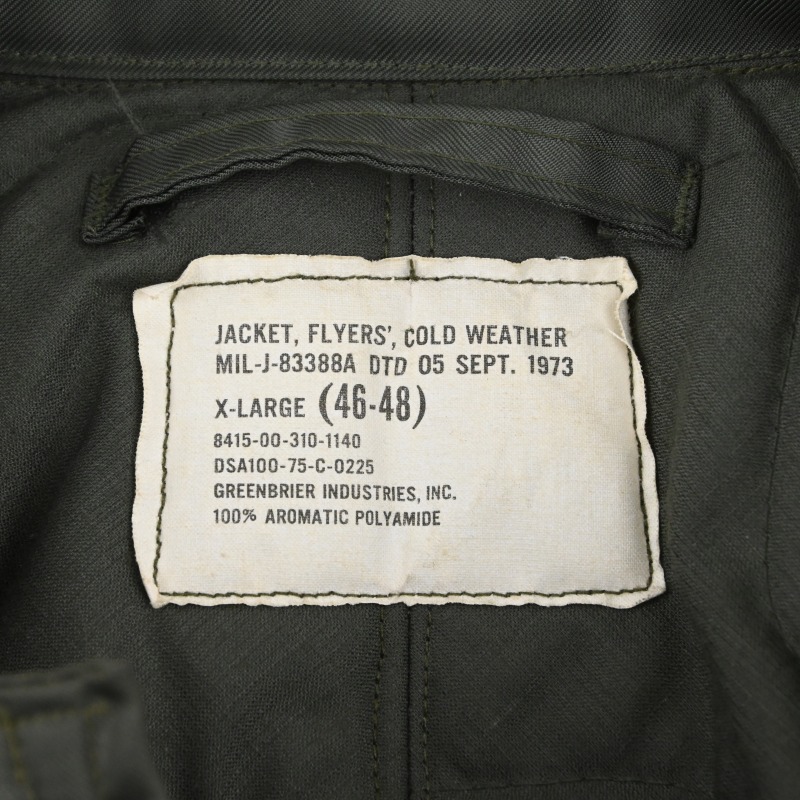 JACKET, FLYERS', COLD WEATHER
MIL-J-83388A DTD 05 SEPT. 1973
X-LARGE (46-48)
8415-00-310-1140
DSA100-75-C-0225
GREENBRIER INDUSTRIES, INC.
100% AROMATIC POLYAMIDE